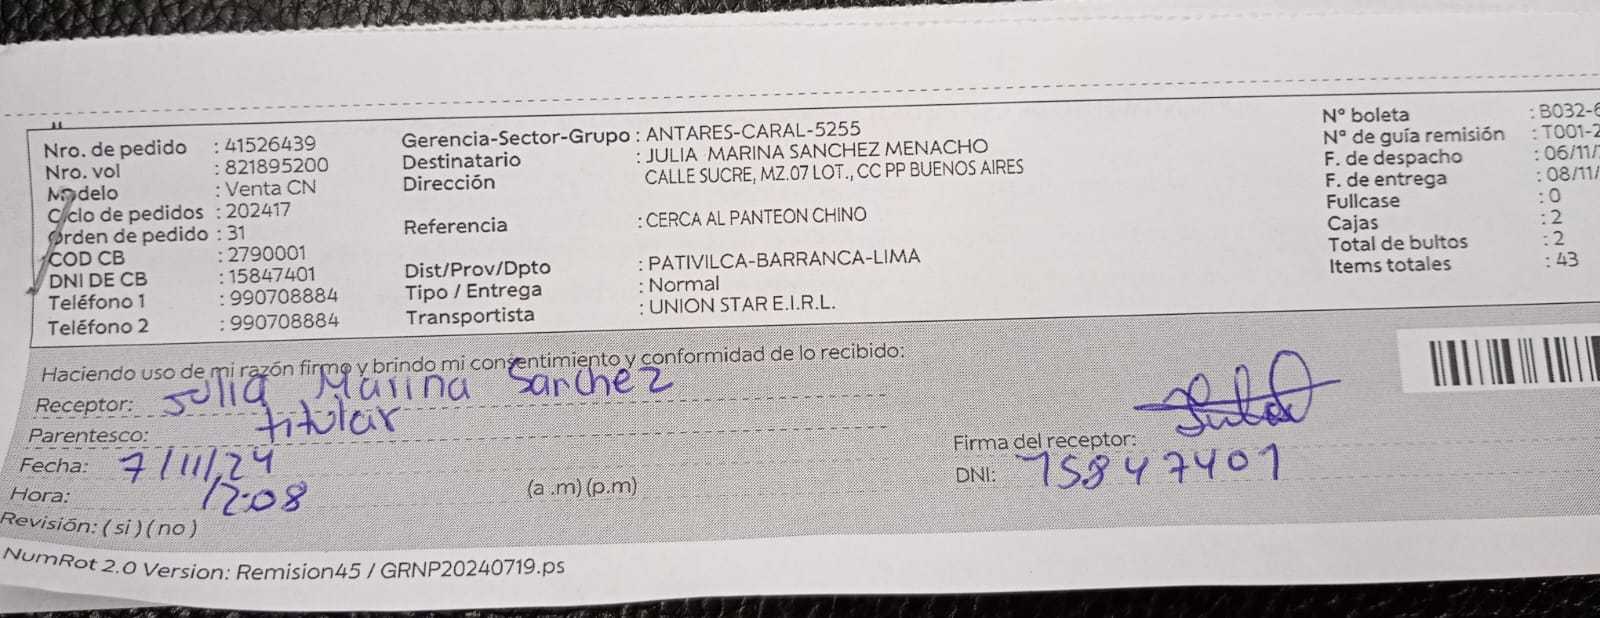 Nro. de pedido : 41526439
Nro. vol : 821895200
Modelo : Venta CN
Ciclo de pedidos : 202417
Orden de pedido : 31
COD CB : 2790001
DNI DE CB : 15847401
Teléfono 1 : 990708884
Teléfono 2 : 990708884
Gerencia-Sector-Grupo : ANTARES-CARAL-5255
Destinatario : JULIA MARINA SANCHEZ MENACHO
Dirección CALLE SUCRE, MZ.07 LOT., CC PP BUENOS AIRES
Referencia : CERCA AL PANTEON CHINO
Dist/Prov/Dpto : PATIVILCA-BARRANCA-LIMA
Tipo / Entrega : Normal
Transportista : UNION STAR E.I.R.L.
N° boleta : B032-6
N° de guía remisión : T001-2
F. de despacho : 06/11/
F. de entrega : 08/11/
Fullcase : 0
Cajas : 2
Total de bultos : 2
Items totales : 43
Haciendo uso de mi razón firmo y brindo mi consentimiento y conformidad de lo recibido:
Receptor: Julia Marina Sanchez
Parentesco: titular
Fecha: 7/11/24
Hora: 12:08 (a .m) (p.m)
Revisión: ( si ) ( no )
Firma del receptor:
DNI: 15847401
NumRot 2.0 Version: Remision45 / GRNP20240719.ps